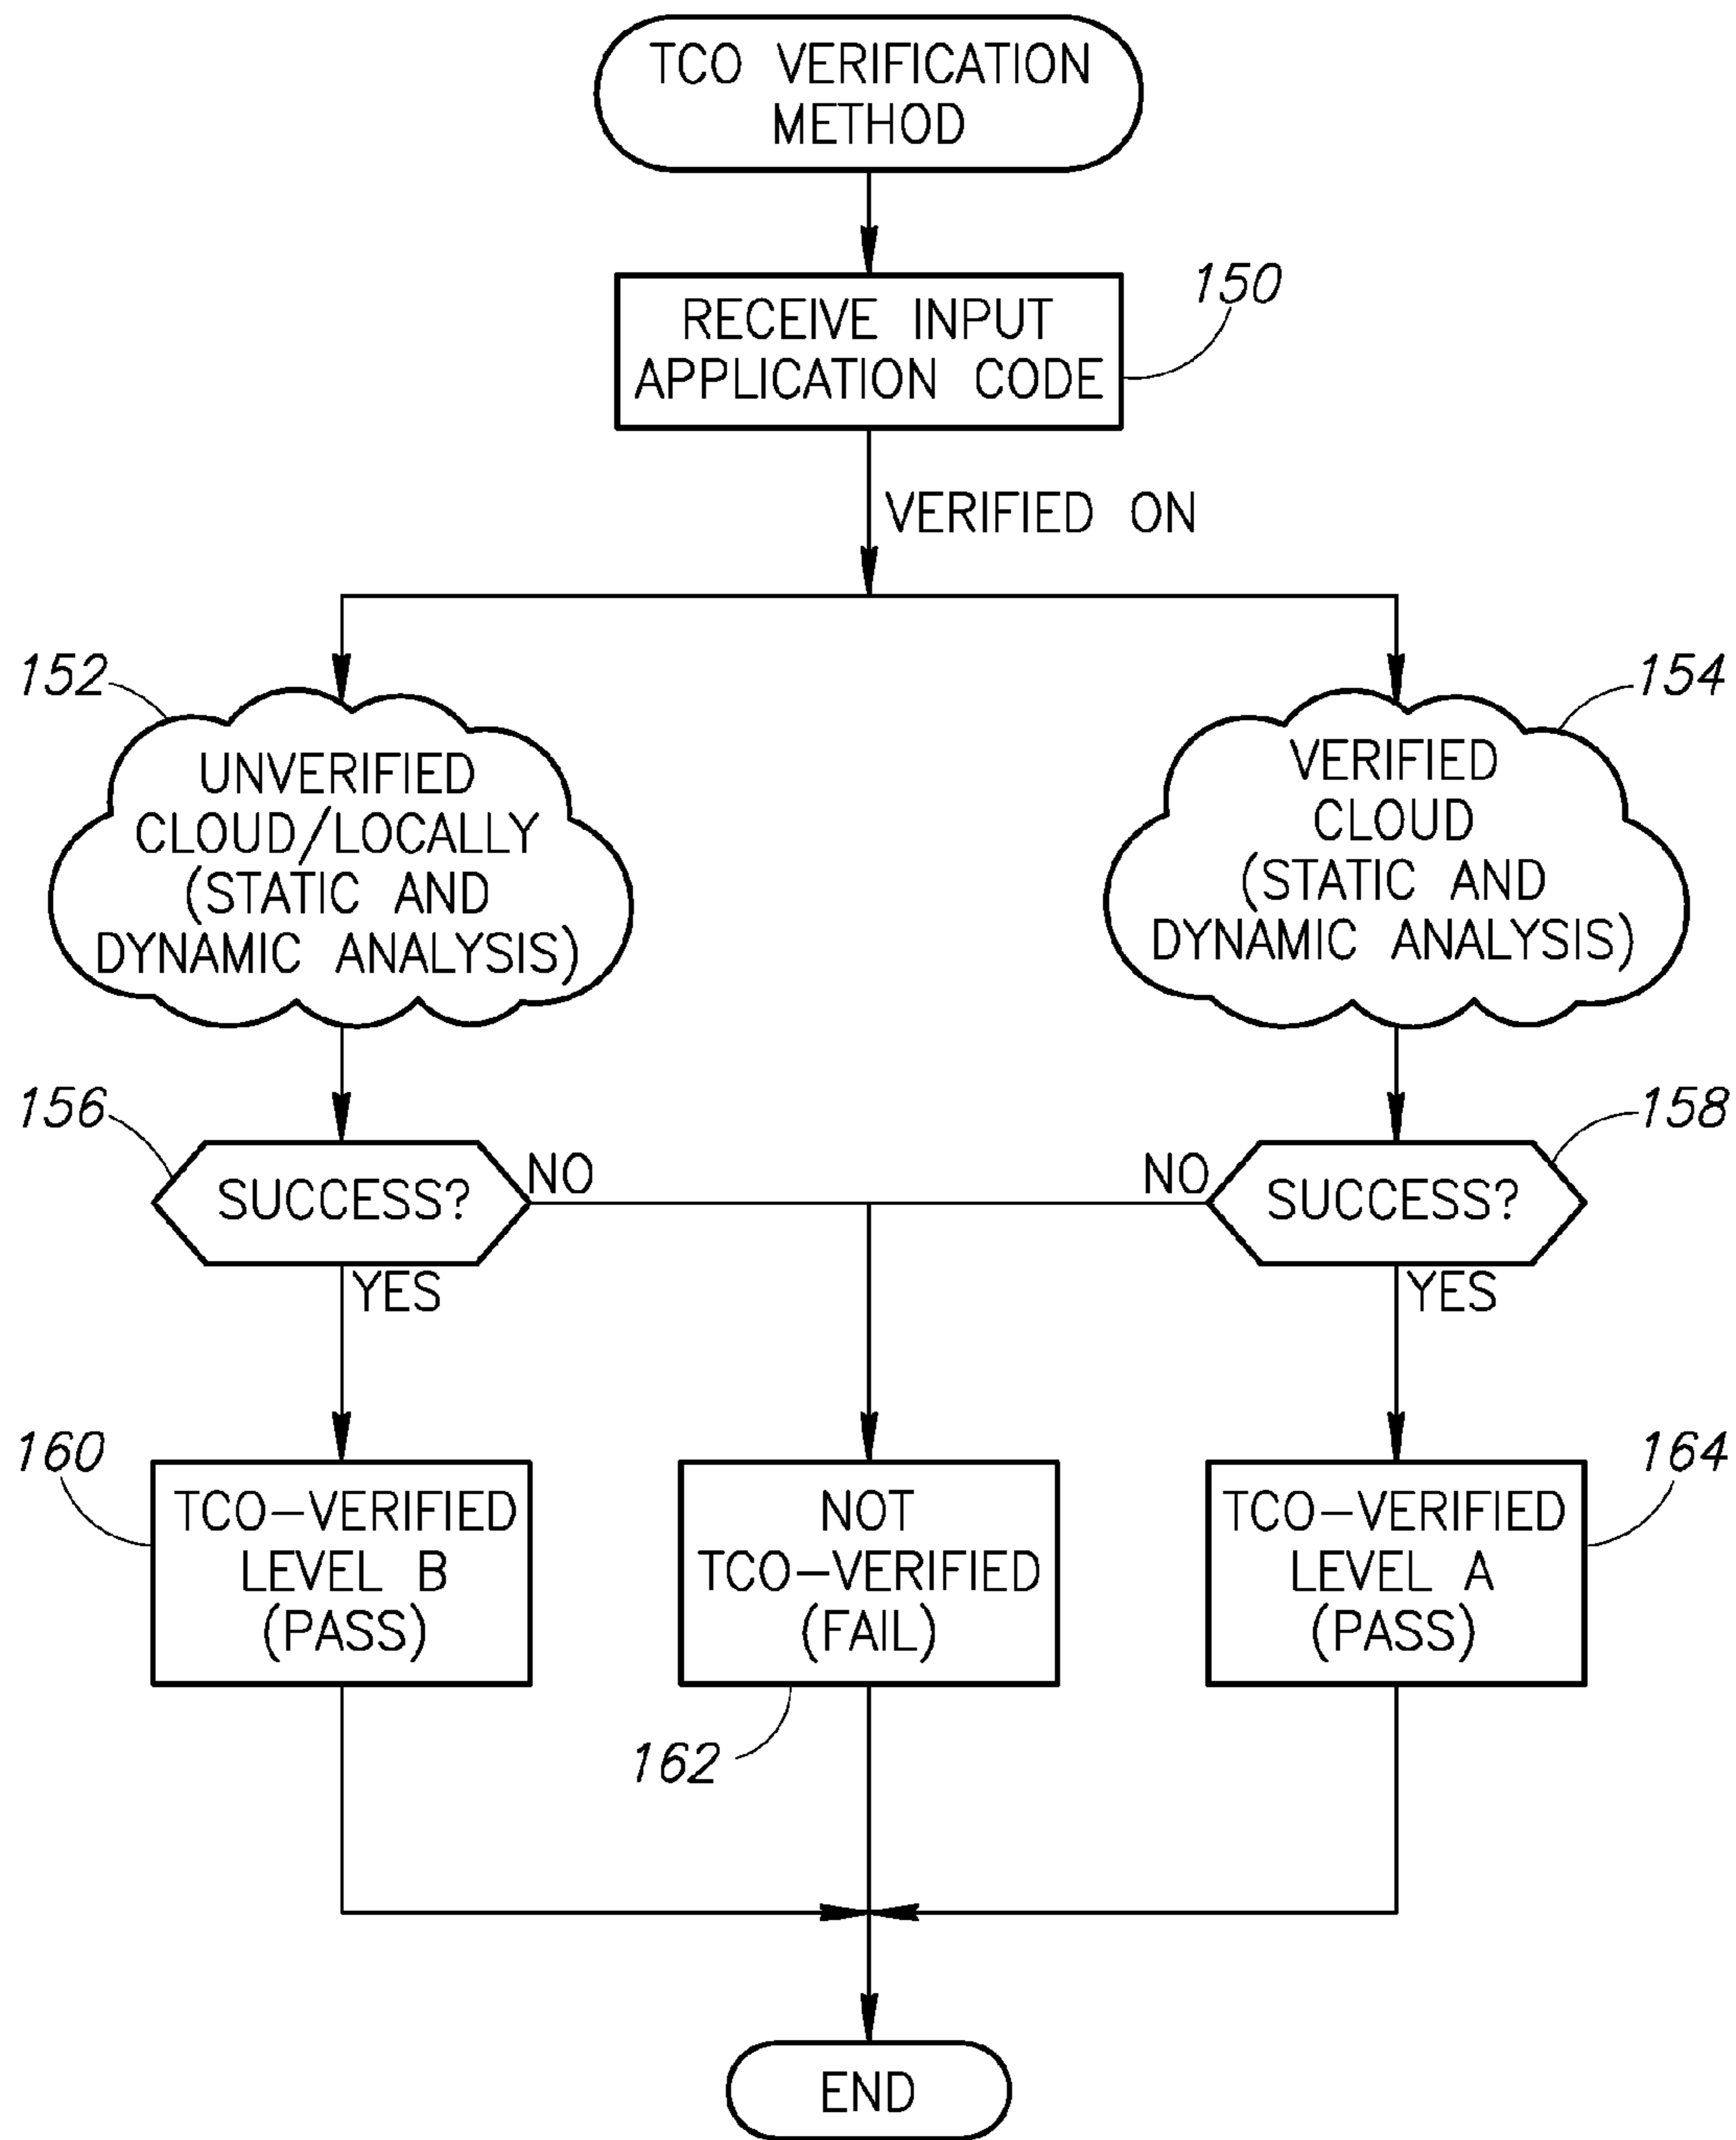 TCO VERIFICATION
METHOD
150
RECEIVE INPUT
APPLICATION CODE
VERIFIED ON
152
154
UNVERIFIED
CLOUD/LOCALLY
(STATIC AND
DYNAMIC ANALYSIS)
VERIFIED
CLOUD
(STATIC AND
DYNAMIC ANALYSIS)
156
158
SUCCESS?
NO
NO
SUCCESS?
YES
YES
160
164
TCO-VERIFIED
LEVEL B
(PASS)
NOT
TCO-VERIFIED
(FAIL)
TCO-VERIFIED
LEVEL A
(PASS)
162
END